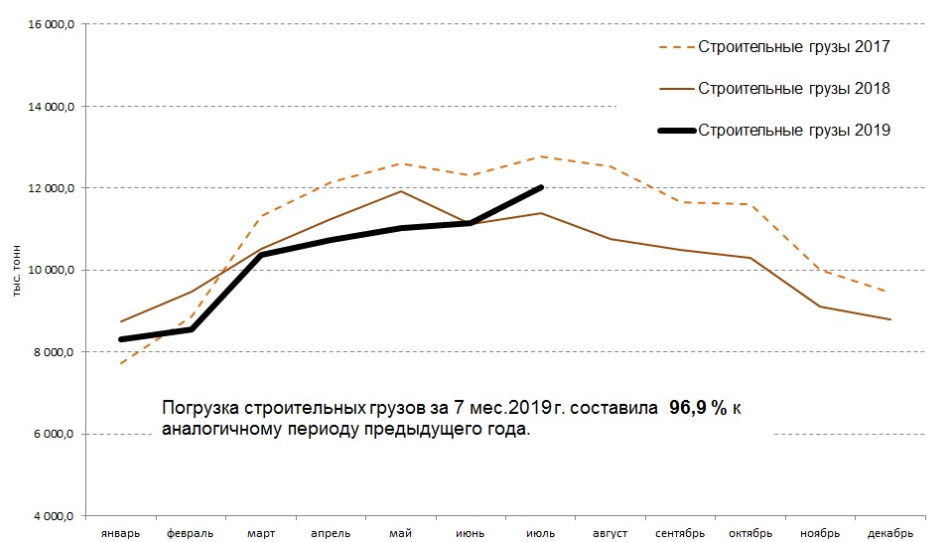 16 000,0
14 000,0
12 000,0
10 000,0
8 000,0
6 000,0
4 000,0
тыс. тонн
Строительные грузы 2017
Строительные грузы 2018
Строительные грузы 2019
Погрузка строительных грузов за 7 мес.2019 г. составила 96,9 % к
аналогичному периоду предыдущего года.
январь февраль март апрель май июнь июль август сентябрь октябрь ноябрь декабрь